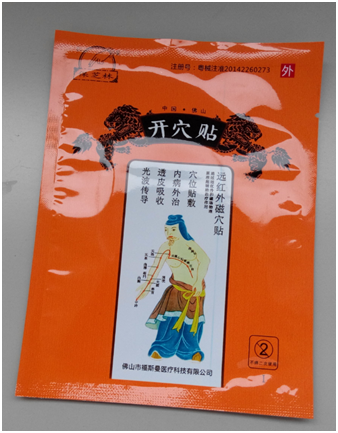 注册号：粤械注准20142260273
外
芝林
中国•佛山
开穴贴
远红外磁穴贴
穴位贴敷
内病外治
透皮吸收
光波传导
佛山市福斯曼医疗科技有限公司
2